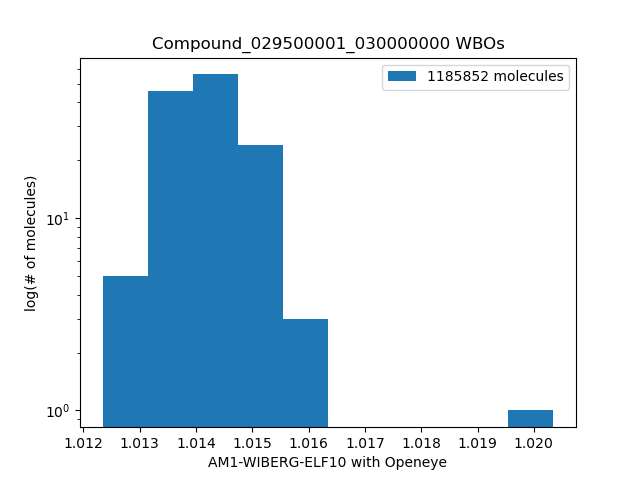 Compound_029500001_030000000 WBOs
1185852 molecules
log(# of molecules)
10¹
10⁰
1.012 1.013 1.014 1.015 1.016 1.017 1.018 1.019 1.020
AM1-WIBERG-ELF10 with Openeye